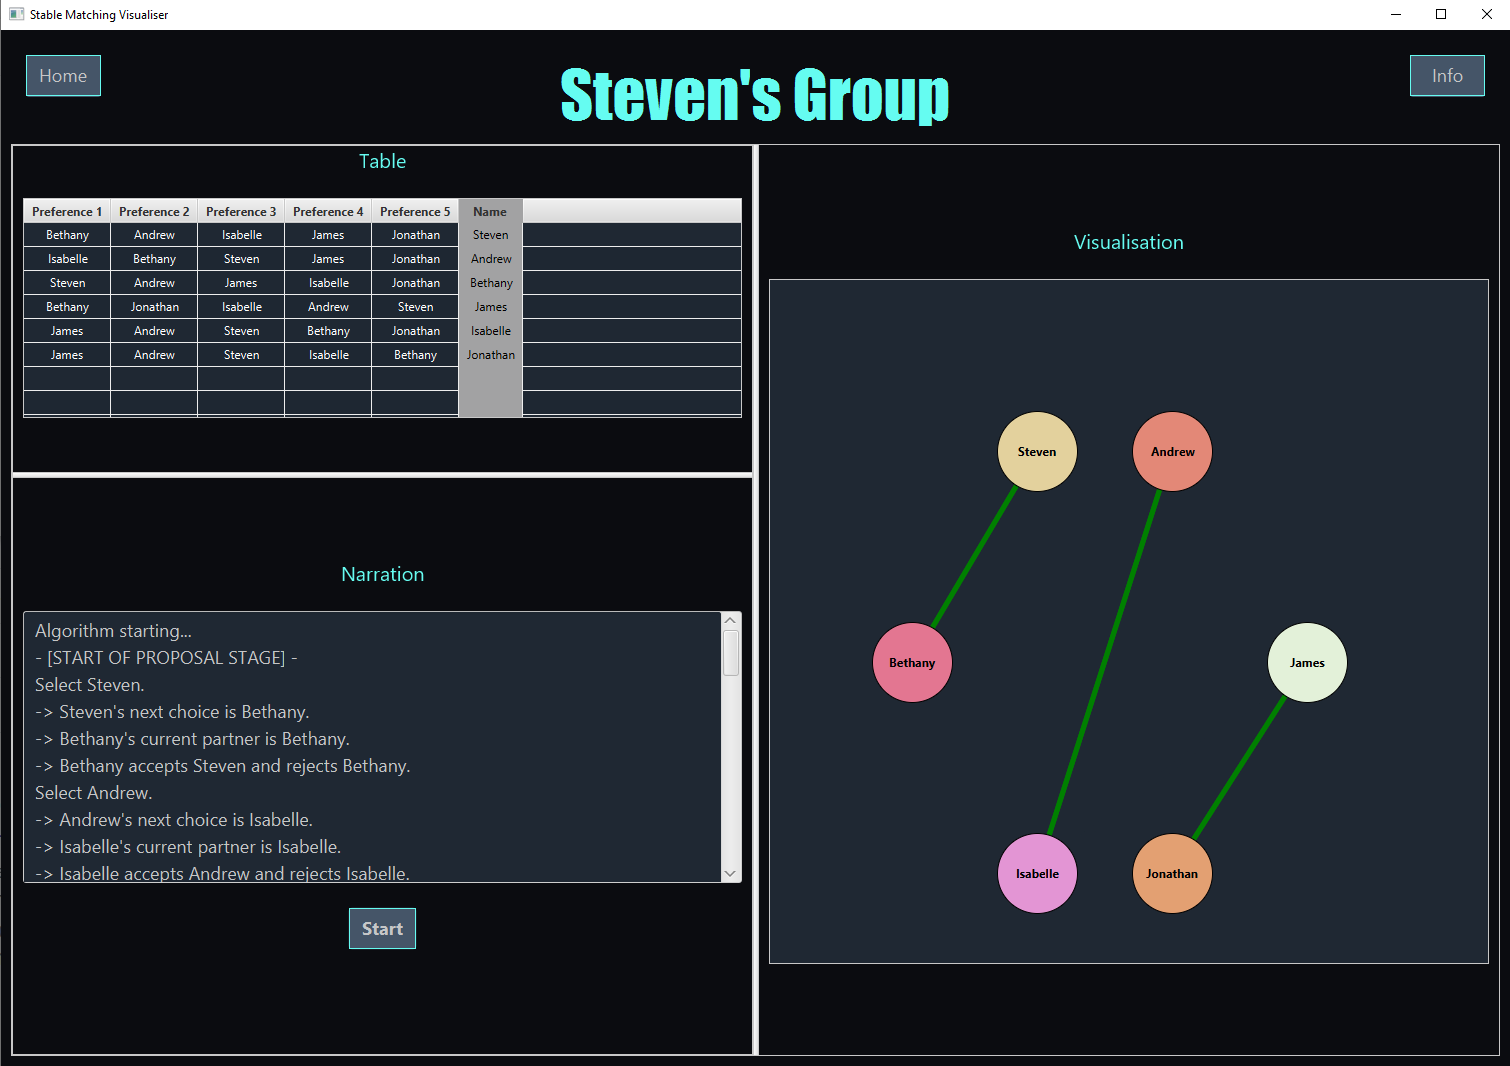 Stable Matching Visualiser
Home
Steven's Group
Info
Table
Preference 1 Preference 2 Preference 3 Preference 4 Preference 5 Name
Bethany Andrew Isabelle James Jonathan Steven
Isabelle Bethany Steven James Jonathan Andrew
Steven Andrew James Isabelle Jonathan Bethany
Bethany Jonathan Isabelle Andrew Steven James
James Andrew Steven Bethany Jonathan Isabelle
James Andrew Steven Isabelle Bethany Jonathan
Narration
Algorithm starting...
- [START OF PROPOSAL STAGE] -
Select Steven.
-> Steven's next choice is Bethany.
-> Bethany's current partner is Bethany.
-> Bethany accepts Steven and rejects Bethany.
Select Andrew.
-> Andrew's next choice is Isabelle.
-> Isabelle's current partner is Isabelle.
-> Isabelle accepts Andrew and rejects Isabelle.
Start
Visualisation
Steven
Andrew
Bethany
James
Isabelle
Jonathan